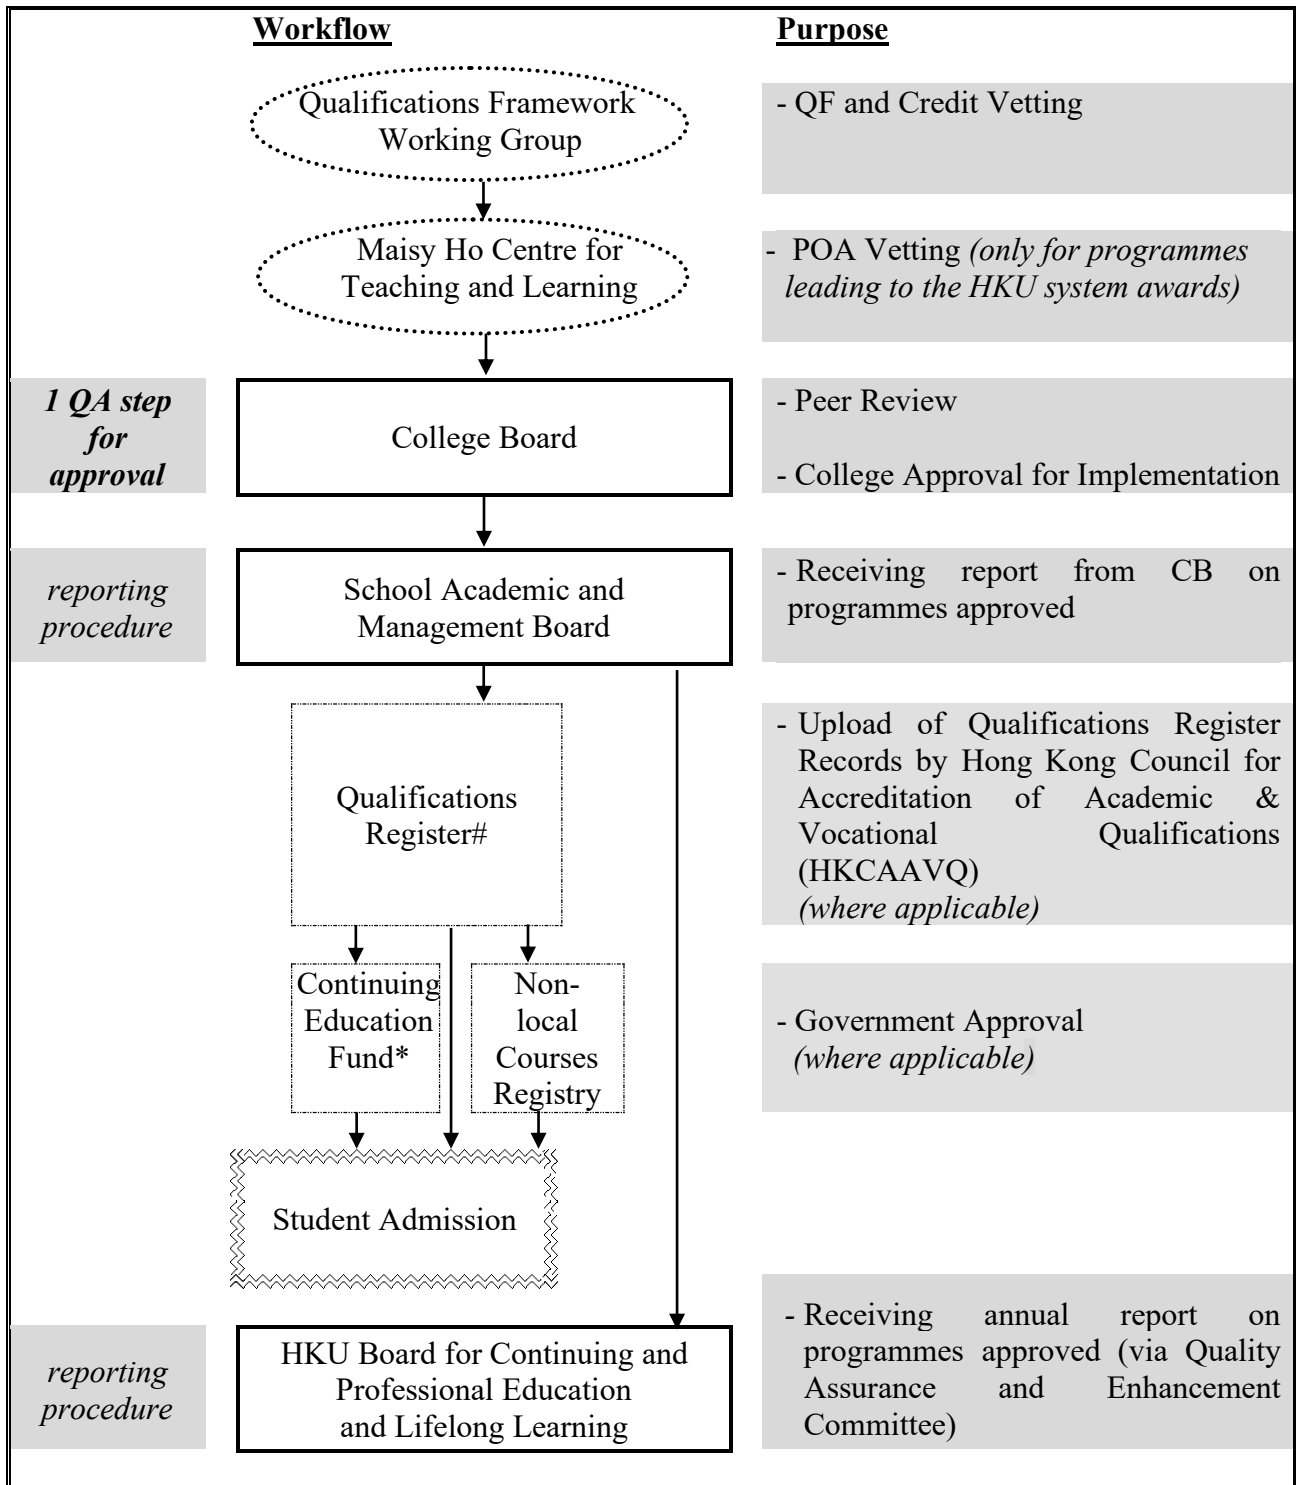 Workflow
Purpose
Qualifications Framework
Working Group
- QF and Credit Vetting
Maisy Ho Centre for
Teaching and Learning
- POA Vetting (only for programmes
leading to the HKU system awards)
1 QA step
for
approval
College Board
- Peer Review
- College Approval for Implementation
reporting
procedure
School Academic and
Management Board
- Receiving report from CB on
programmes approved
Qualifications
Register#
- Upload of Qualifications Register
Records by Hong Kong Council for
Accreditation of Academic &
Vocational Qualifications
(HKCAAVQ)
(where applicable)
Continuing
Education
Fund*
Non-
local
Courses
Registry
- Government Approval
(where applicable)
Student Admission
reporting
procedure
HKU Board for Continuing and
Professional Education
and Lifelong Learning
- Receiving annual report on
programmes approved (via Quality
Assurance and Enhancement
Committee)